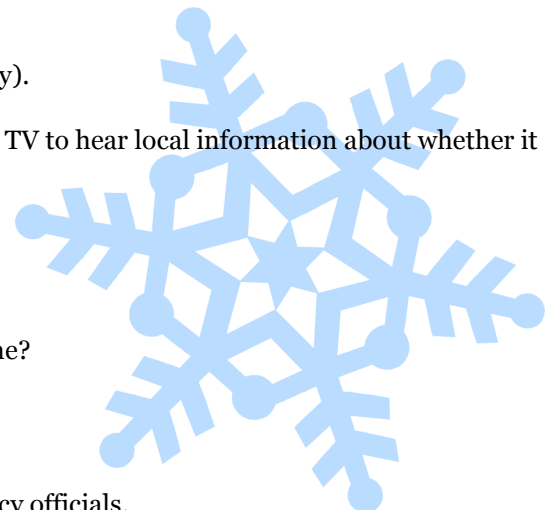 y).
TV to hear local information about whether it
ne?
cy officials.